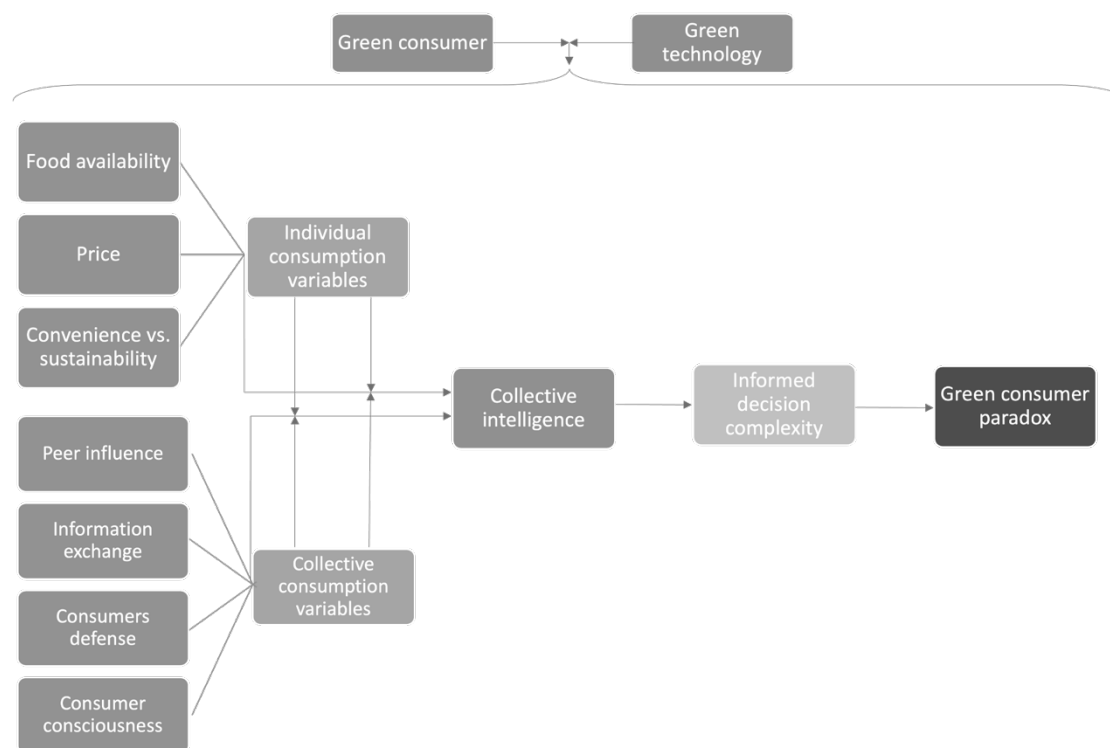 Green consumer
Green
technology
Food availability
Price
Convenience vs.
sustainability
Individual
consumption
variables
Peer influence
Information
exchange
Consumers
defense
Consumer
consciousness
Collective
consumption
variables
Collective
intelligence
Informed
decision
complexity
Green consumer
paradox